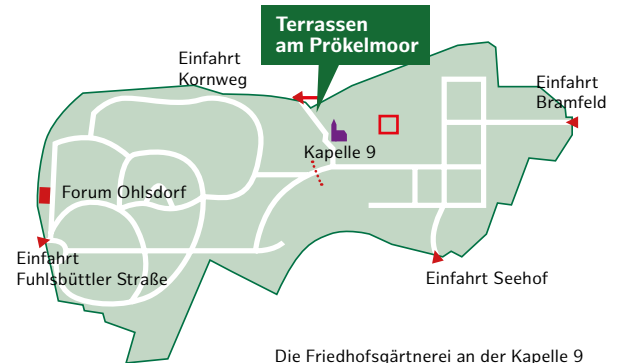 Terrassen
am Prökelmoor
Einfahrt
Kornweg
Einfahrt
Bramfeld
Kapelle 9
Forum Ohlsdorf
Einfahrt
Fuhlsbüttler Straße
Einfahrt Seehof
Die Friedhofsgärtnerei an der Kapelle 9